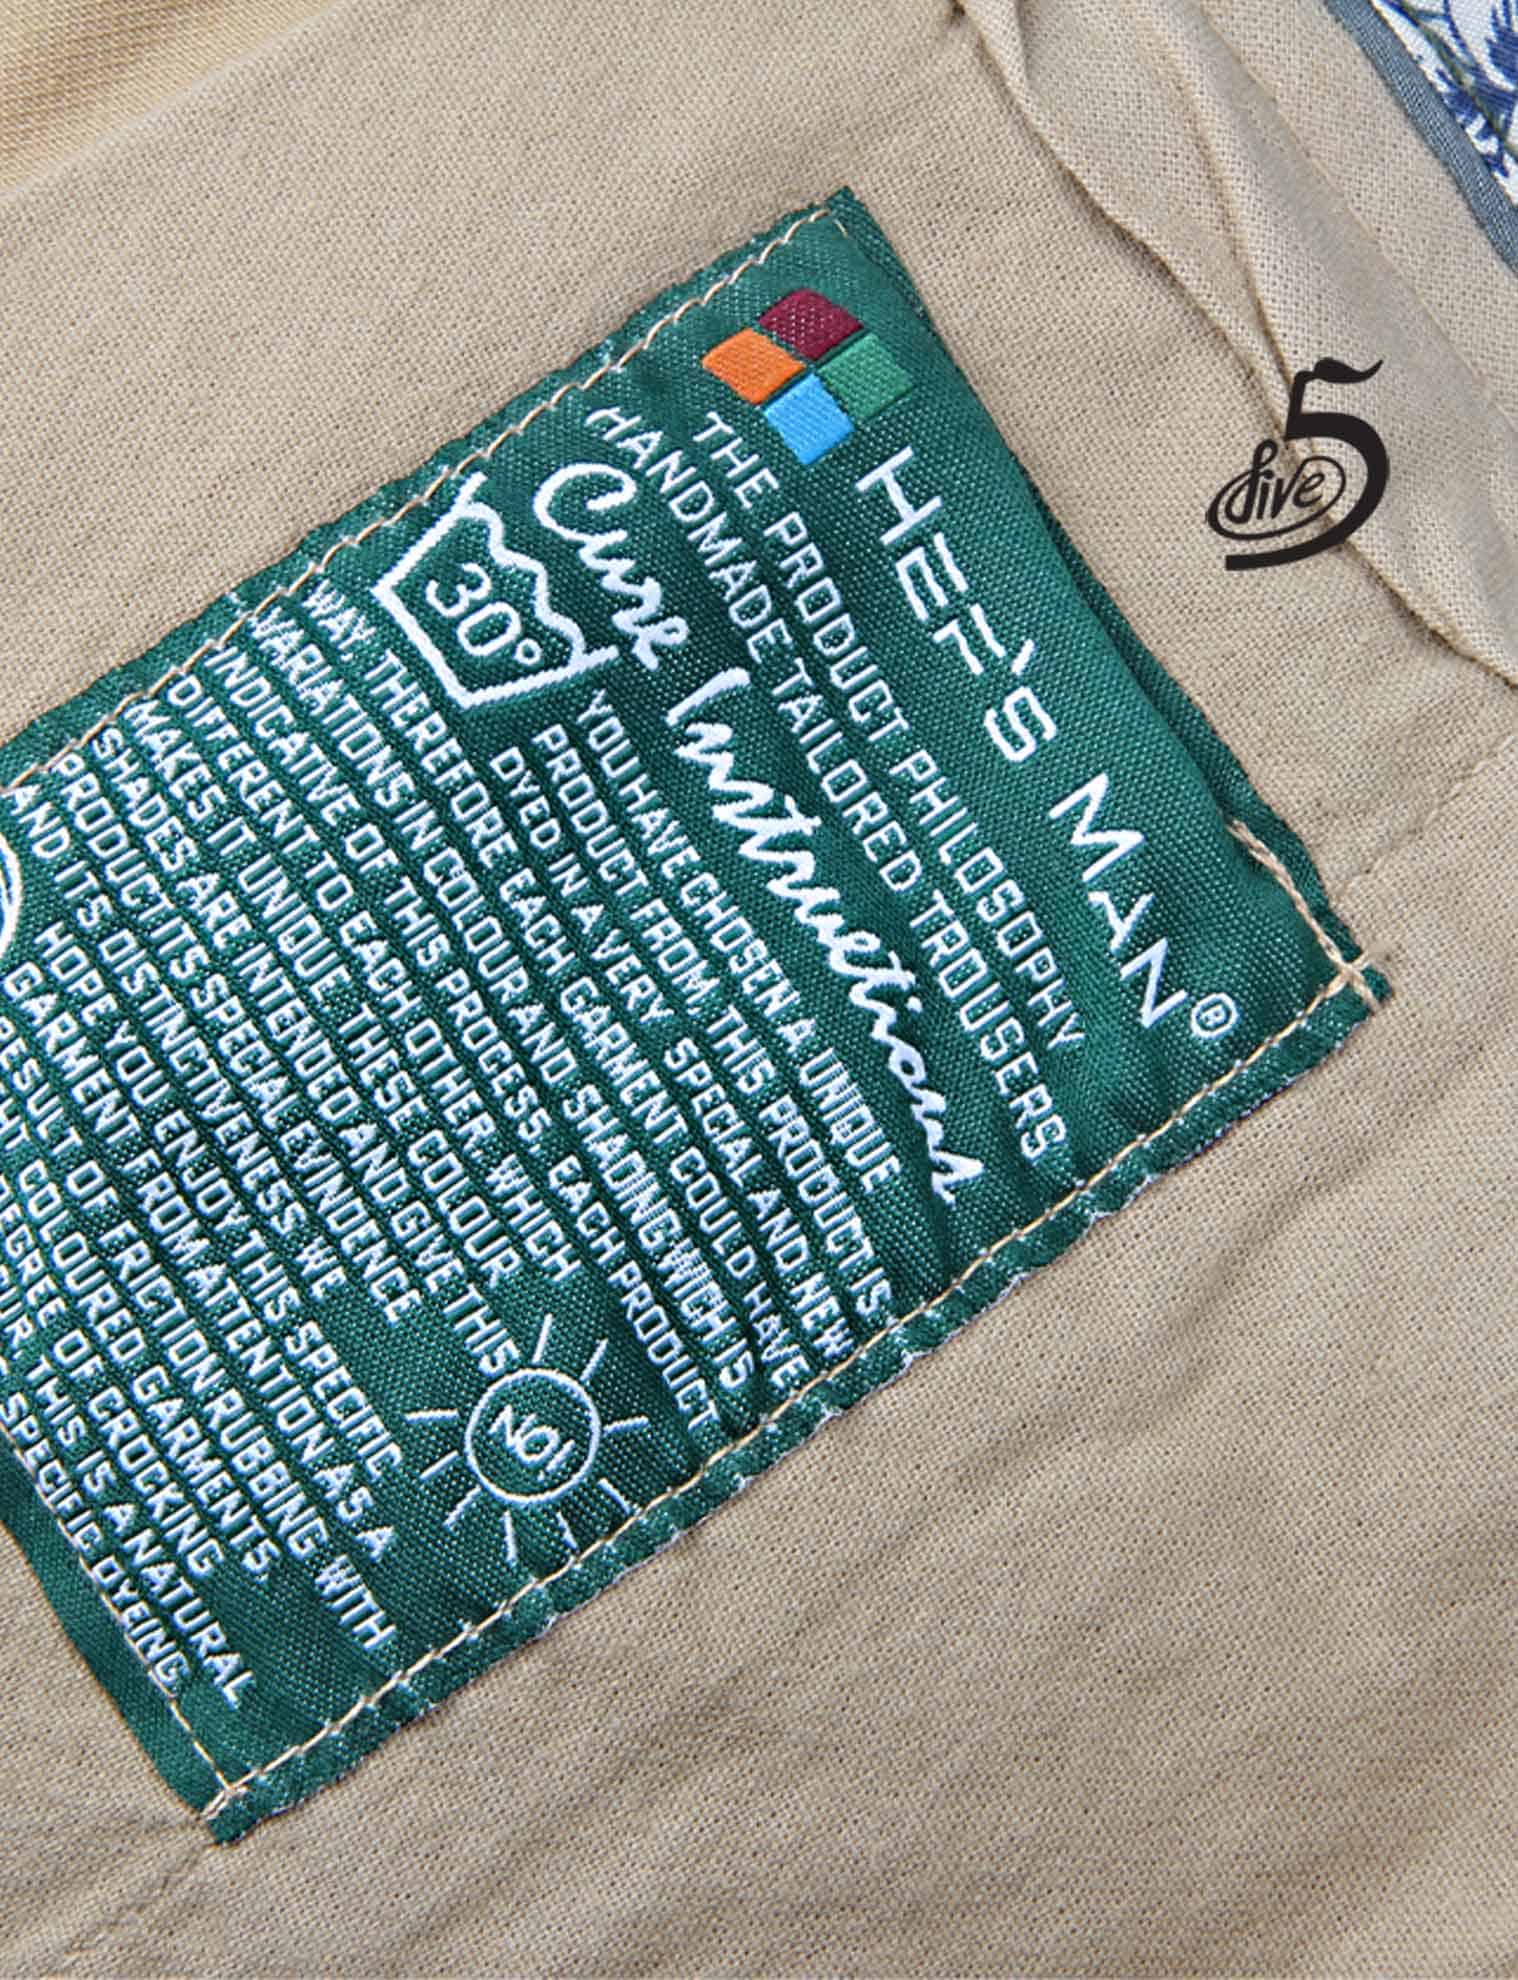 HEF'S MAN®
THE PRODUCT PHILOSOPHY
HANDMADE TAILORED TROUSERS
Cure Instructions
30°
YOU HAVE CHOSEN A UNIQUE
PRODUCT FROM, THIS PRODUCT IS
DYED IN A VERY SPECIAL AND NEW
WAY. THEREFORE EACH GARMENT COULD HAVE
VARIATIONS IN COLOUR AND SHADING WICH IS
INDICATIVE OF THIS PROCESS. EACH PRODUCT
DIFFERENT TO EACH OTHER, WHICH
MAKES IT UNIQUE. THESE COLOUR
SHADES ARE INTENDED AND GIVE THIS
PRODUCT ITS SPECIAL EVINDENCE
AND ITS DISTINCTIVENESS. WE
HOPE YOU ENJOY THIS SPECIFIC
GARMENT. FROM ATTENTION: AS A
RESULT OF FRICTION RUBBING WITH
COLOURED GARMENTS.
DEGREE OF CROCKING
THIS IS A NATURAL
SPECIFIC DYEING.
NO!
five
5